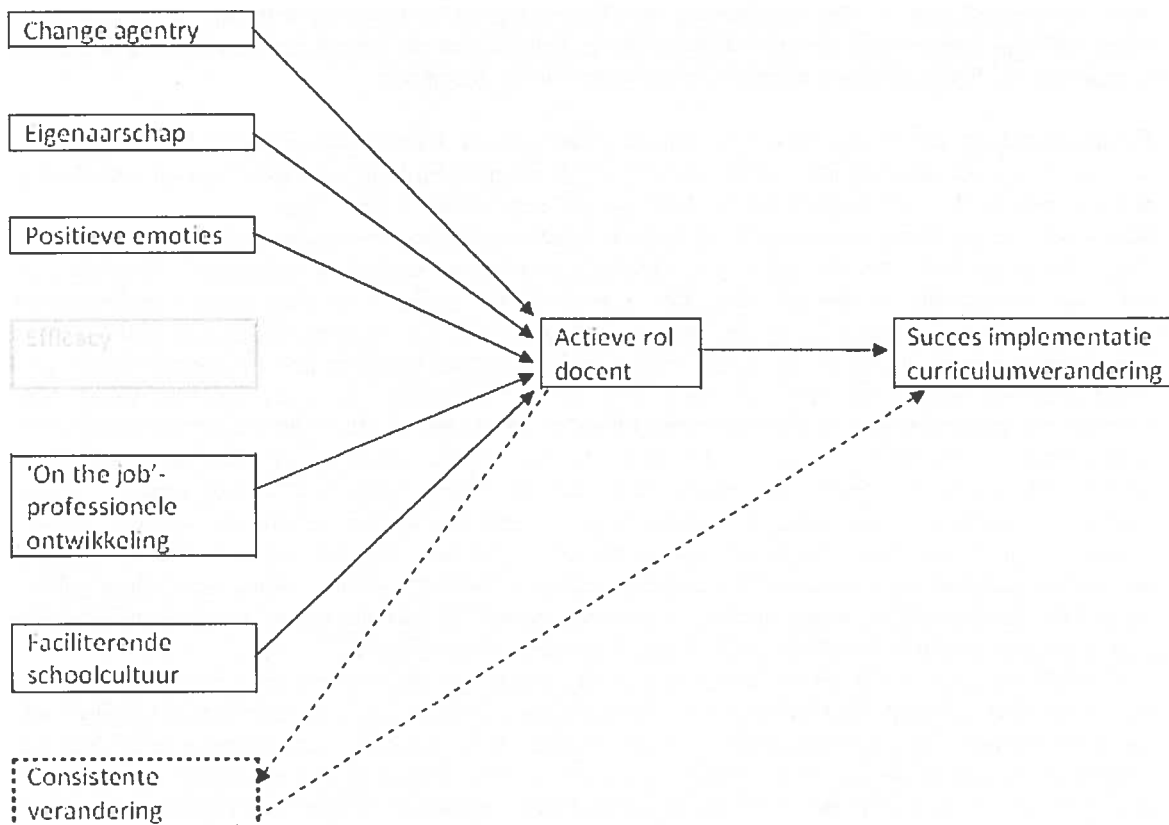 Change agentry
Eigenaarschap
Positieve emoties
Efficacy
Actieve rol
docent
Succes implementatie
curriculumverandering
'On the job'-
professionele
ontwikkeling
Faciliterende
schoolcultuur
Consistente
verandering